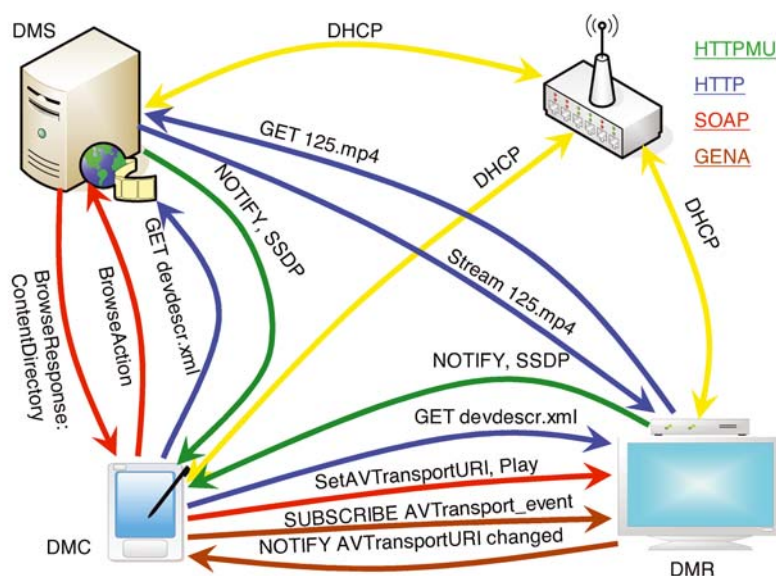 DMS
DHCP
HTTPMU
HTTP
SOAP
GENA
GET 125.mp4
NOTIFY, SSDP
DHCP
DHCP
GET devdescr.xml
Stream 125.mp4
BrowseResponse:
ContentDirectory
BrowseAction
NOTIFY, SSDP
GET devdescr.xml
SetAVTransportURI, Play
SUBSCRIBE AVTransport_event
NOTIFY AVTransportURI changed
DMC
DMR